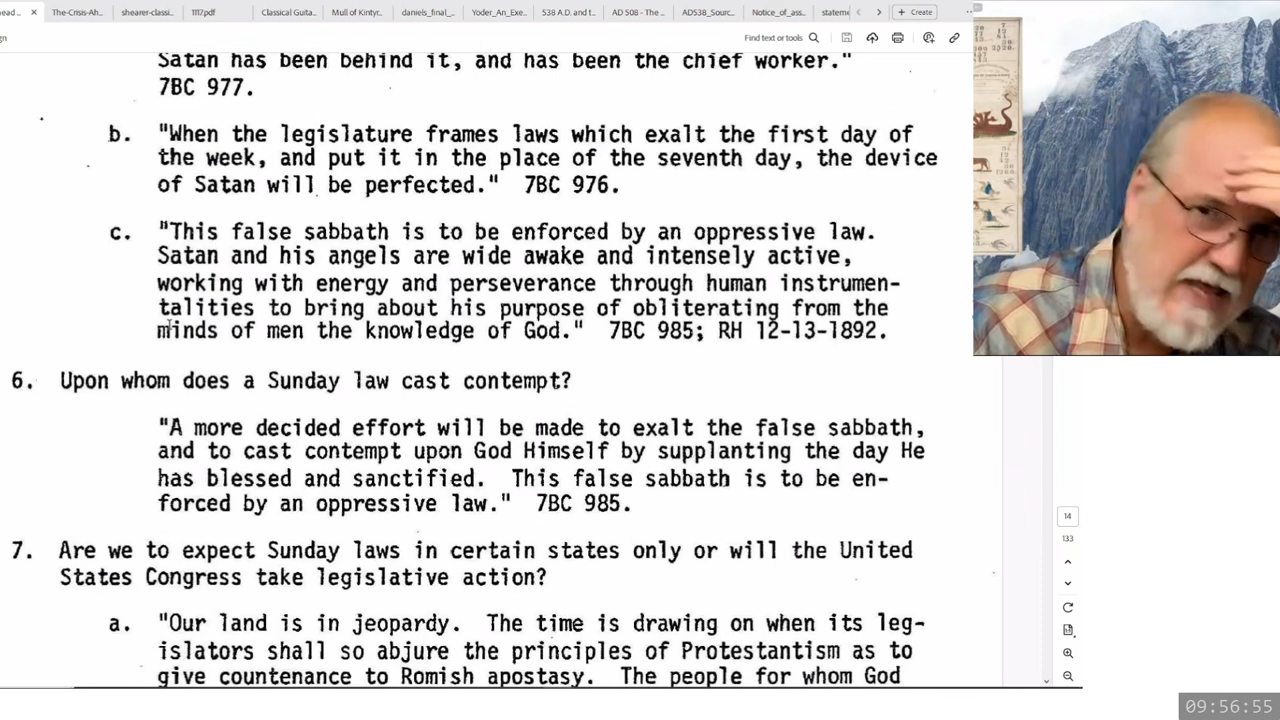 ead ...
The-Crisis-Ah...
shearer-classi...
1117.pdf
Classical Guita...
Mull of Kintyr...
daniels_final_...
Yoder_An_Exe...
538 A.D. and t...
AD 508 - The ...
AD538_Sourc...
Notice_of_ass...
stateme
Create
gn
Find text or tools
Satan has been behind it, and has been the chief worker."
7BC 977.
b. "When the legislature frames laws which exalt the first day of
the week, and put it in the place of the seventh day, the device
of Satan will be perfected." 7BC 976.
c. "This false sabbath is to be enforced by an oppressive law.
Satan and his angels are wide awake and intensely active,
working with energy and perseverance through human instrumen-
talities to bring about his purpose of obliterating from the
minds of men the knowledge of God." 7BC 985; RH 12-13-1892.
6. Upon whom does a Sunday law cast contempt?
"A more decided effort will be made to exalt the false sabbath,
and to cast contempt upon God Himself by supplanting the day He
has blessed and sanctified. This false sabbath is to be en-
forced by an oppressive law." 7BC 985.
7. Are we to expect Sunday laws in certain states only or will the United
States Congress take legislative action?
a. "Our land is in jeopardy. The time is drawing on when its leg-
islators shall so abjure the principles of Protestantism as to
give countenance to Romish apostasy. The people for whom God
14
133
09:56:55